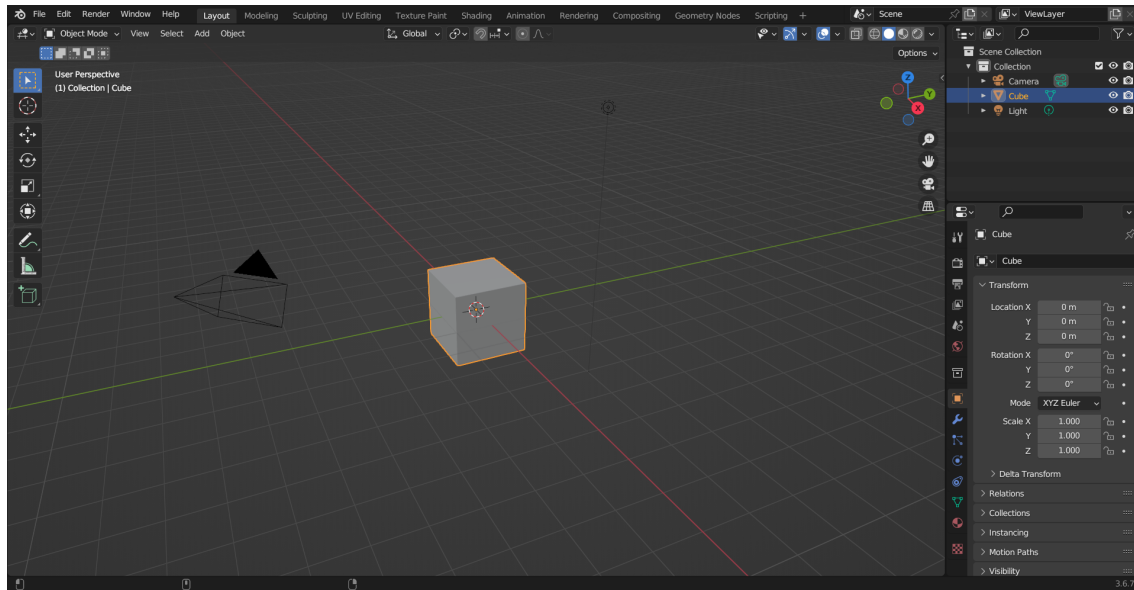 File Edit Render Window Help Layout Modeling Sculpting UV Editing Texture Paint Shading Animation Rendering Compositing Geometry Nodes Scripting + Scene ViewLayer
Object Mode View Select Add Object Global
Options
User Perspective
(1) Collection | Cube
Z
Y
X
Scene Collection
Collection
Camera
Cube
Light
Cube
Cube
Transform
Location X 0 m
Y 0 m
Z 0 m
Rotation X 0°
Y 0°
Z 0°
Mode XYZ Euler
Scale X 1.000
Y 1.000
Z 1.000
Delta Transform
Relations
Collections
Instancing
Motion Paths
Visibility
3.6.7